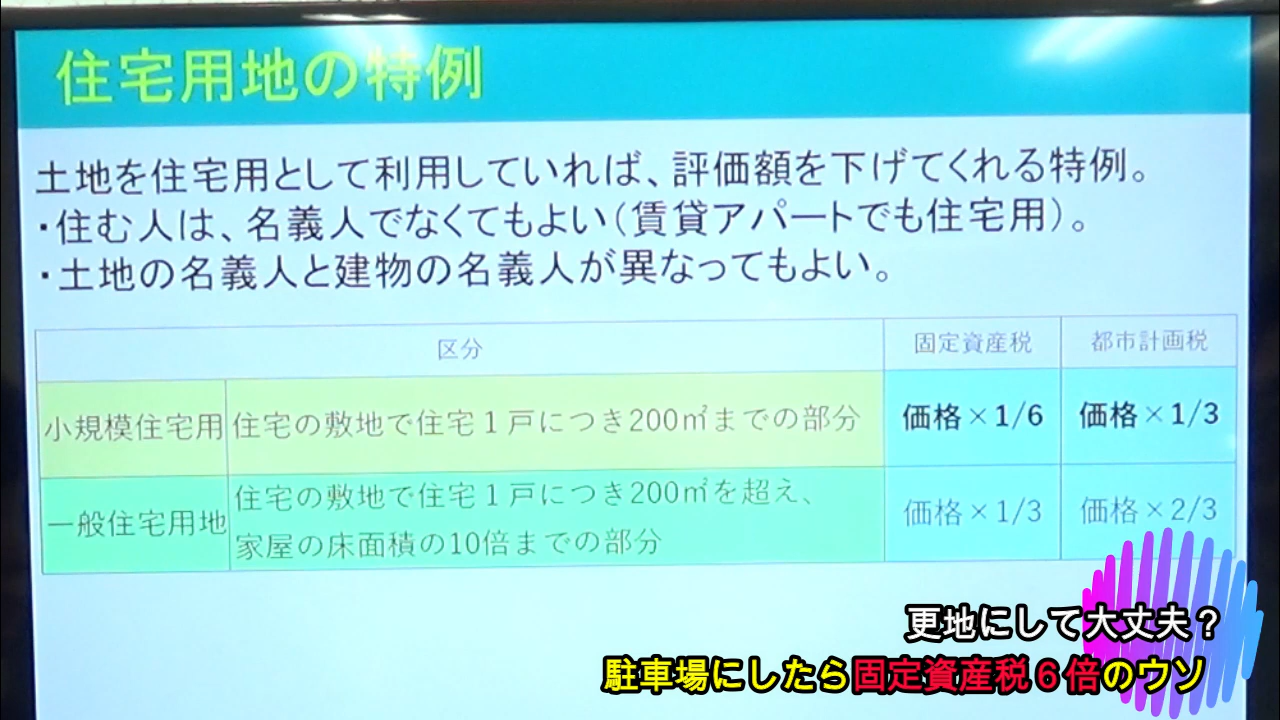 住宅用地の特例
土地を住宅用として利用していれば、評価額を下げてくれる特例。
・住む人は、名義人でなくてもよい(賃貸アパートでも住宅用)。
・土地の名義人と建物の名義人が異なってもよい。
区分 固定資産税 都市計画税
小規模住宅用 住宅の敷地で住宅1戸につき200㎡までの部分 価格×1/6 価格×1/3
一般住宅用地 住宅の敷地で住宅1戸につき200㎡を超え、
家屋の床面積の10倍までの部分 価格×1/3 価格×2/3
更地にして大丈夫?
駐車場にしたら固定資産税6倍のウソ